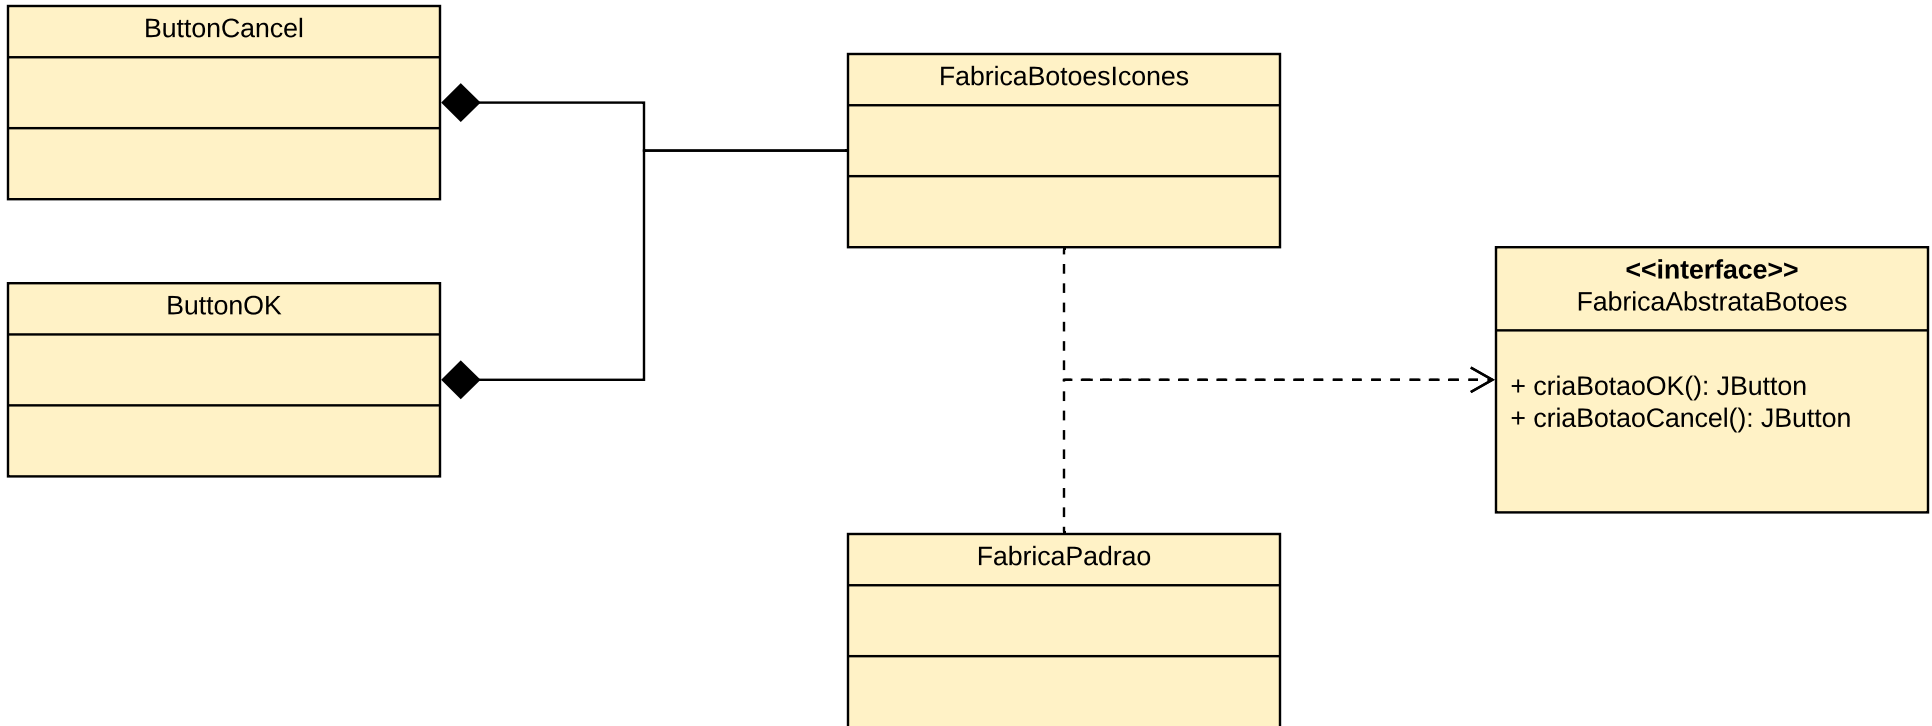 ButtonCancel
FabricaBotoesIcones
<<interface>>
FabricaAbstrataBotoes
+ criaBotaoOK(): JButton
+ criaBotaoCancel(): JButton
ButtonOK
FabricaPadrao